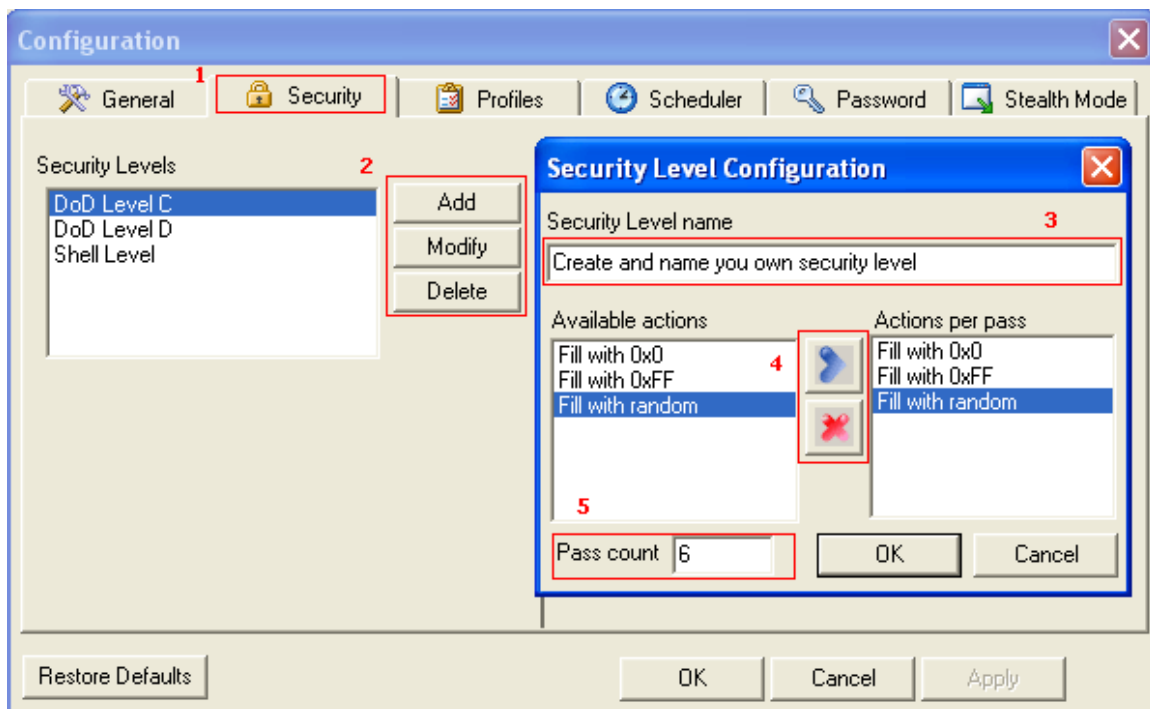 Configuration
1
General
Security
Profiles
Scheduler
Password
Stealth Mode
Security Levels
2
DoD Level C
DoD Level D
Shell Level
Add
Modify
Delete
Security Level Configuration
Security Level name
3
Create and name you own security level
Available actions
Fill with 0x0
Fill with 0xFF
Fill with random
4
Actions per pass
Fill with 0x0
Fill with 0xFF
Fill with random
5
Pass count 6
OK
Cancel
Restore Defaults
OK
Cancel
Apply